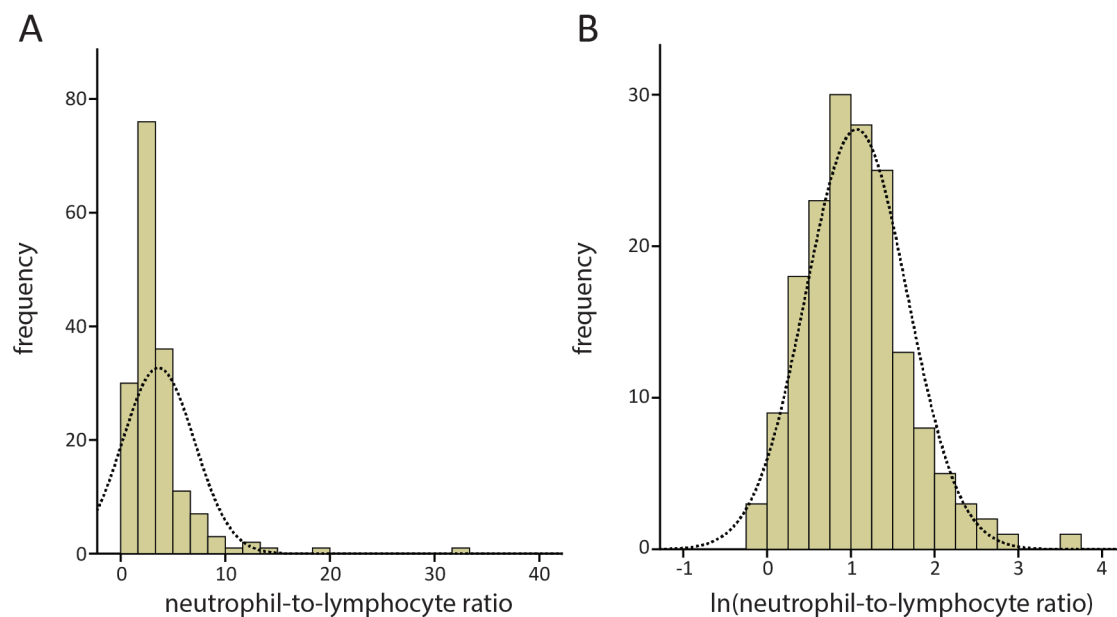 A
80
60
40
20
0
frequency
0 10 20 30 40
neutrophil-to-lymphocyte ratio
B
30
20
10
0
frequency
-1 0 1 2 3 4
ln(neutrophil-to-lymphocyte ratio)